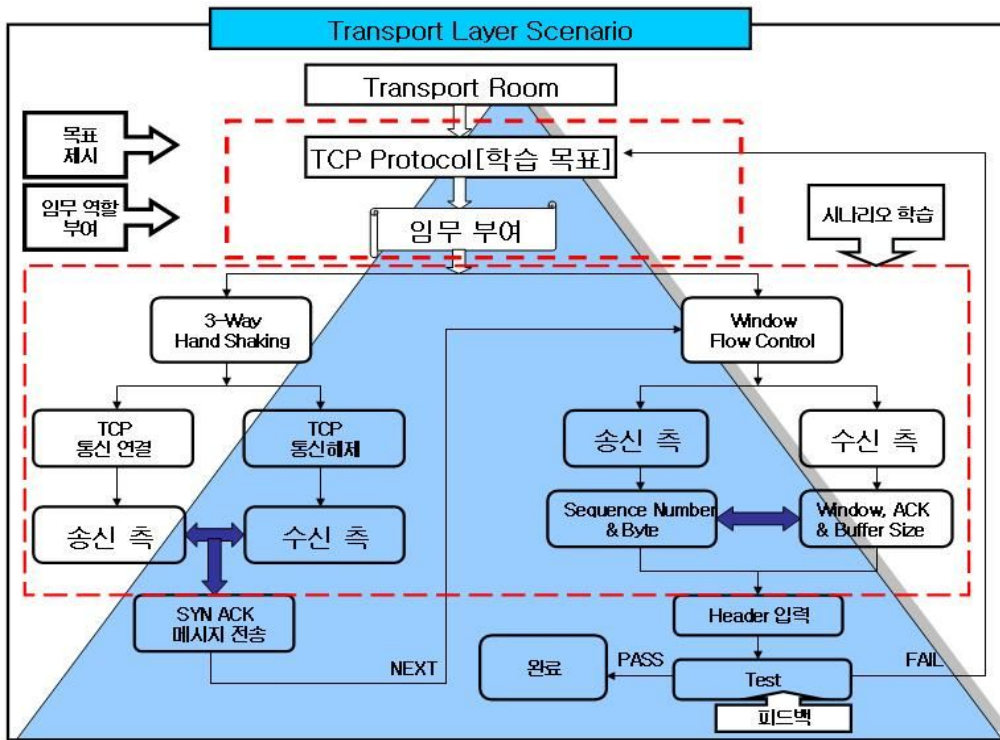 Transport Layer Scenario
Transport Room
목표
제시
TCP Protocol[학습 목표]
임무 역할
부여
임무 부여
시나리오 학습
3-Way
Hand Shaking
Window
Flow Control
TCP
통신 연결
TCP
통신해제
송신 측
수신 측
송신 측
수신 측
Sequence Number
& Byte
Window, ACK
& Buffer Size
SYN ACK
메시지 전송
Header 입력
NEXT
완료
PASS
Test
FAIL
피드백